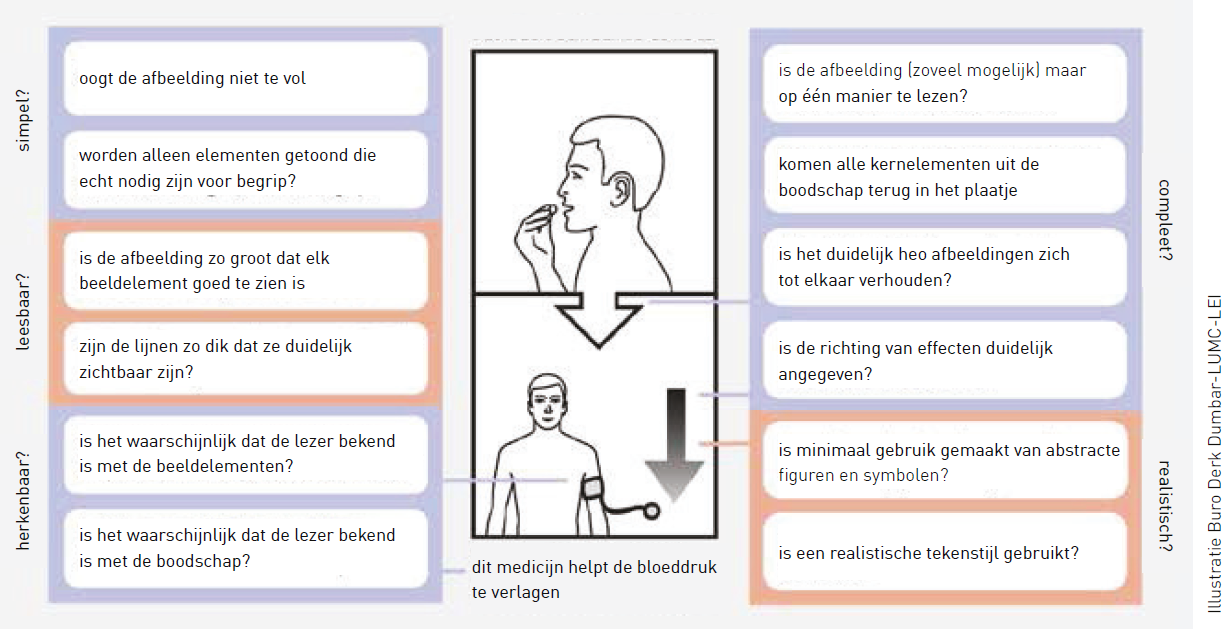 simpel?
oogt de afbeelding niet te vol
worden alleen elementen getoond die
echt nodig zijn voor begrip?
leesbaar?
is de afbeelding zo groot dat elk
beeldelement goed te zien is
zijn de lijnen zo dik dat ze duidelijk
zichtbaar zijn?
herkenbaar?
is het waarschijnlijk dat de lezer bekend
is met de beeldelementen?
is het waarschijnlijk dat de lezer bekend
is met de boodschap?
dit medicijn helpt de bloeddruk
te verlagen
compleet?
is de afbeelding (zoveel mogelijk) maar
op één manier te lezen?
komen alle kernelementen uit de
boodschap terug in het plaatje
is het duidelijk heo afbeeldingen zich
tot elkaar verhouden?
is de richting van effecten duidelijk
angegeven?
realistisch?
is minimaal gebruik gemaakt van abstracte
figuren en symbolen?
is een realistische tekenstijl gebruikt?
Illustratie Buro Derk Dumbar-LUMC-LEI